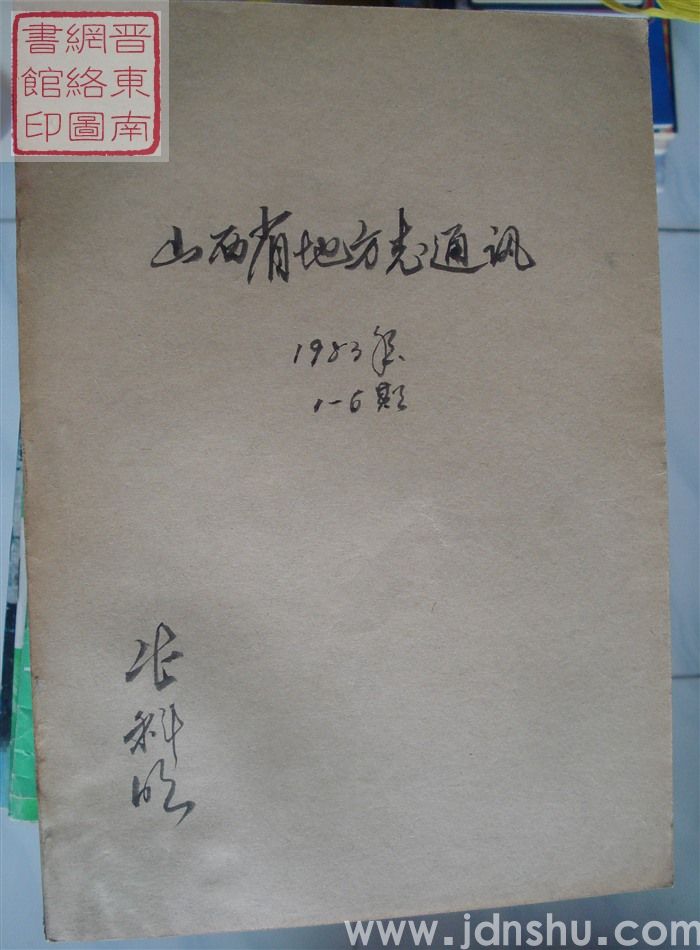 晋東南
網絡圖
書館印
山西省地方志通讯
1983年
1-6期
科
www.jdnshu.com